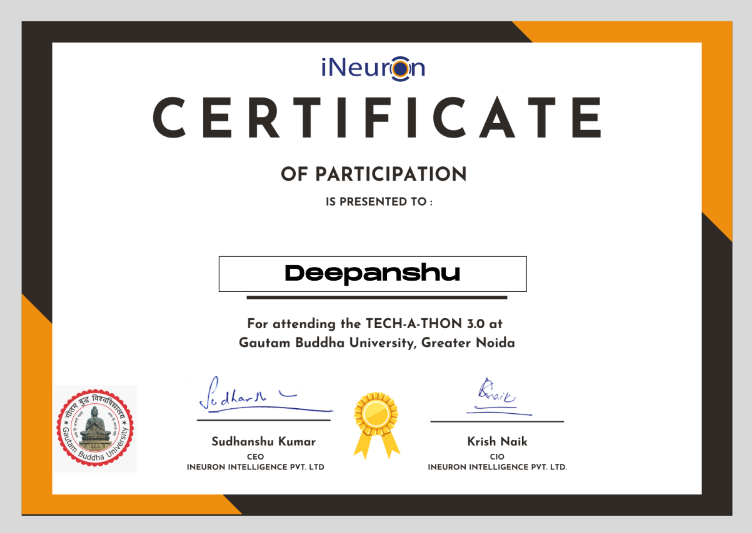 iNeuron
CERTIFICATE
OF PARTICIPATION
IS PRESENTED TO :
Deepanshu
For attending the TECH-A-THON 3.0 at
Gautam Buddha University, Greater Noida
गौतम बुद्ध विश्वविद्यालय
Gautam Buddha University
Sudhanshu Kumar
CEO
INEURON INTELLIGENCE PVT. LTD
Krish Naik
CIO
INEURON INTELLIGENCE PVT. LTD.